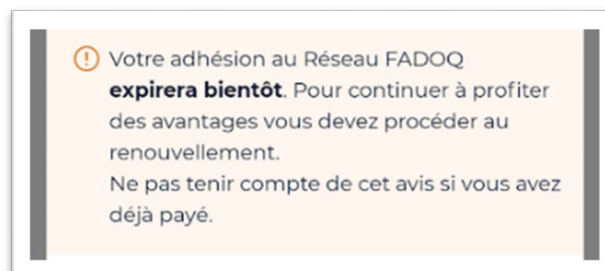 Votre adhésion au Réseau FADOQ
expirera bientôt. Pour continuer à profiter
des avantages vous devez procéder au
renouvellement.
Ne pas tenir compte de cet avis si vous avez
déjà payé.